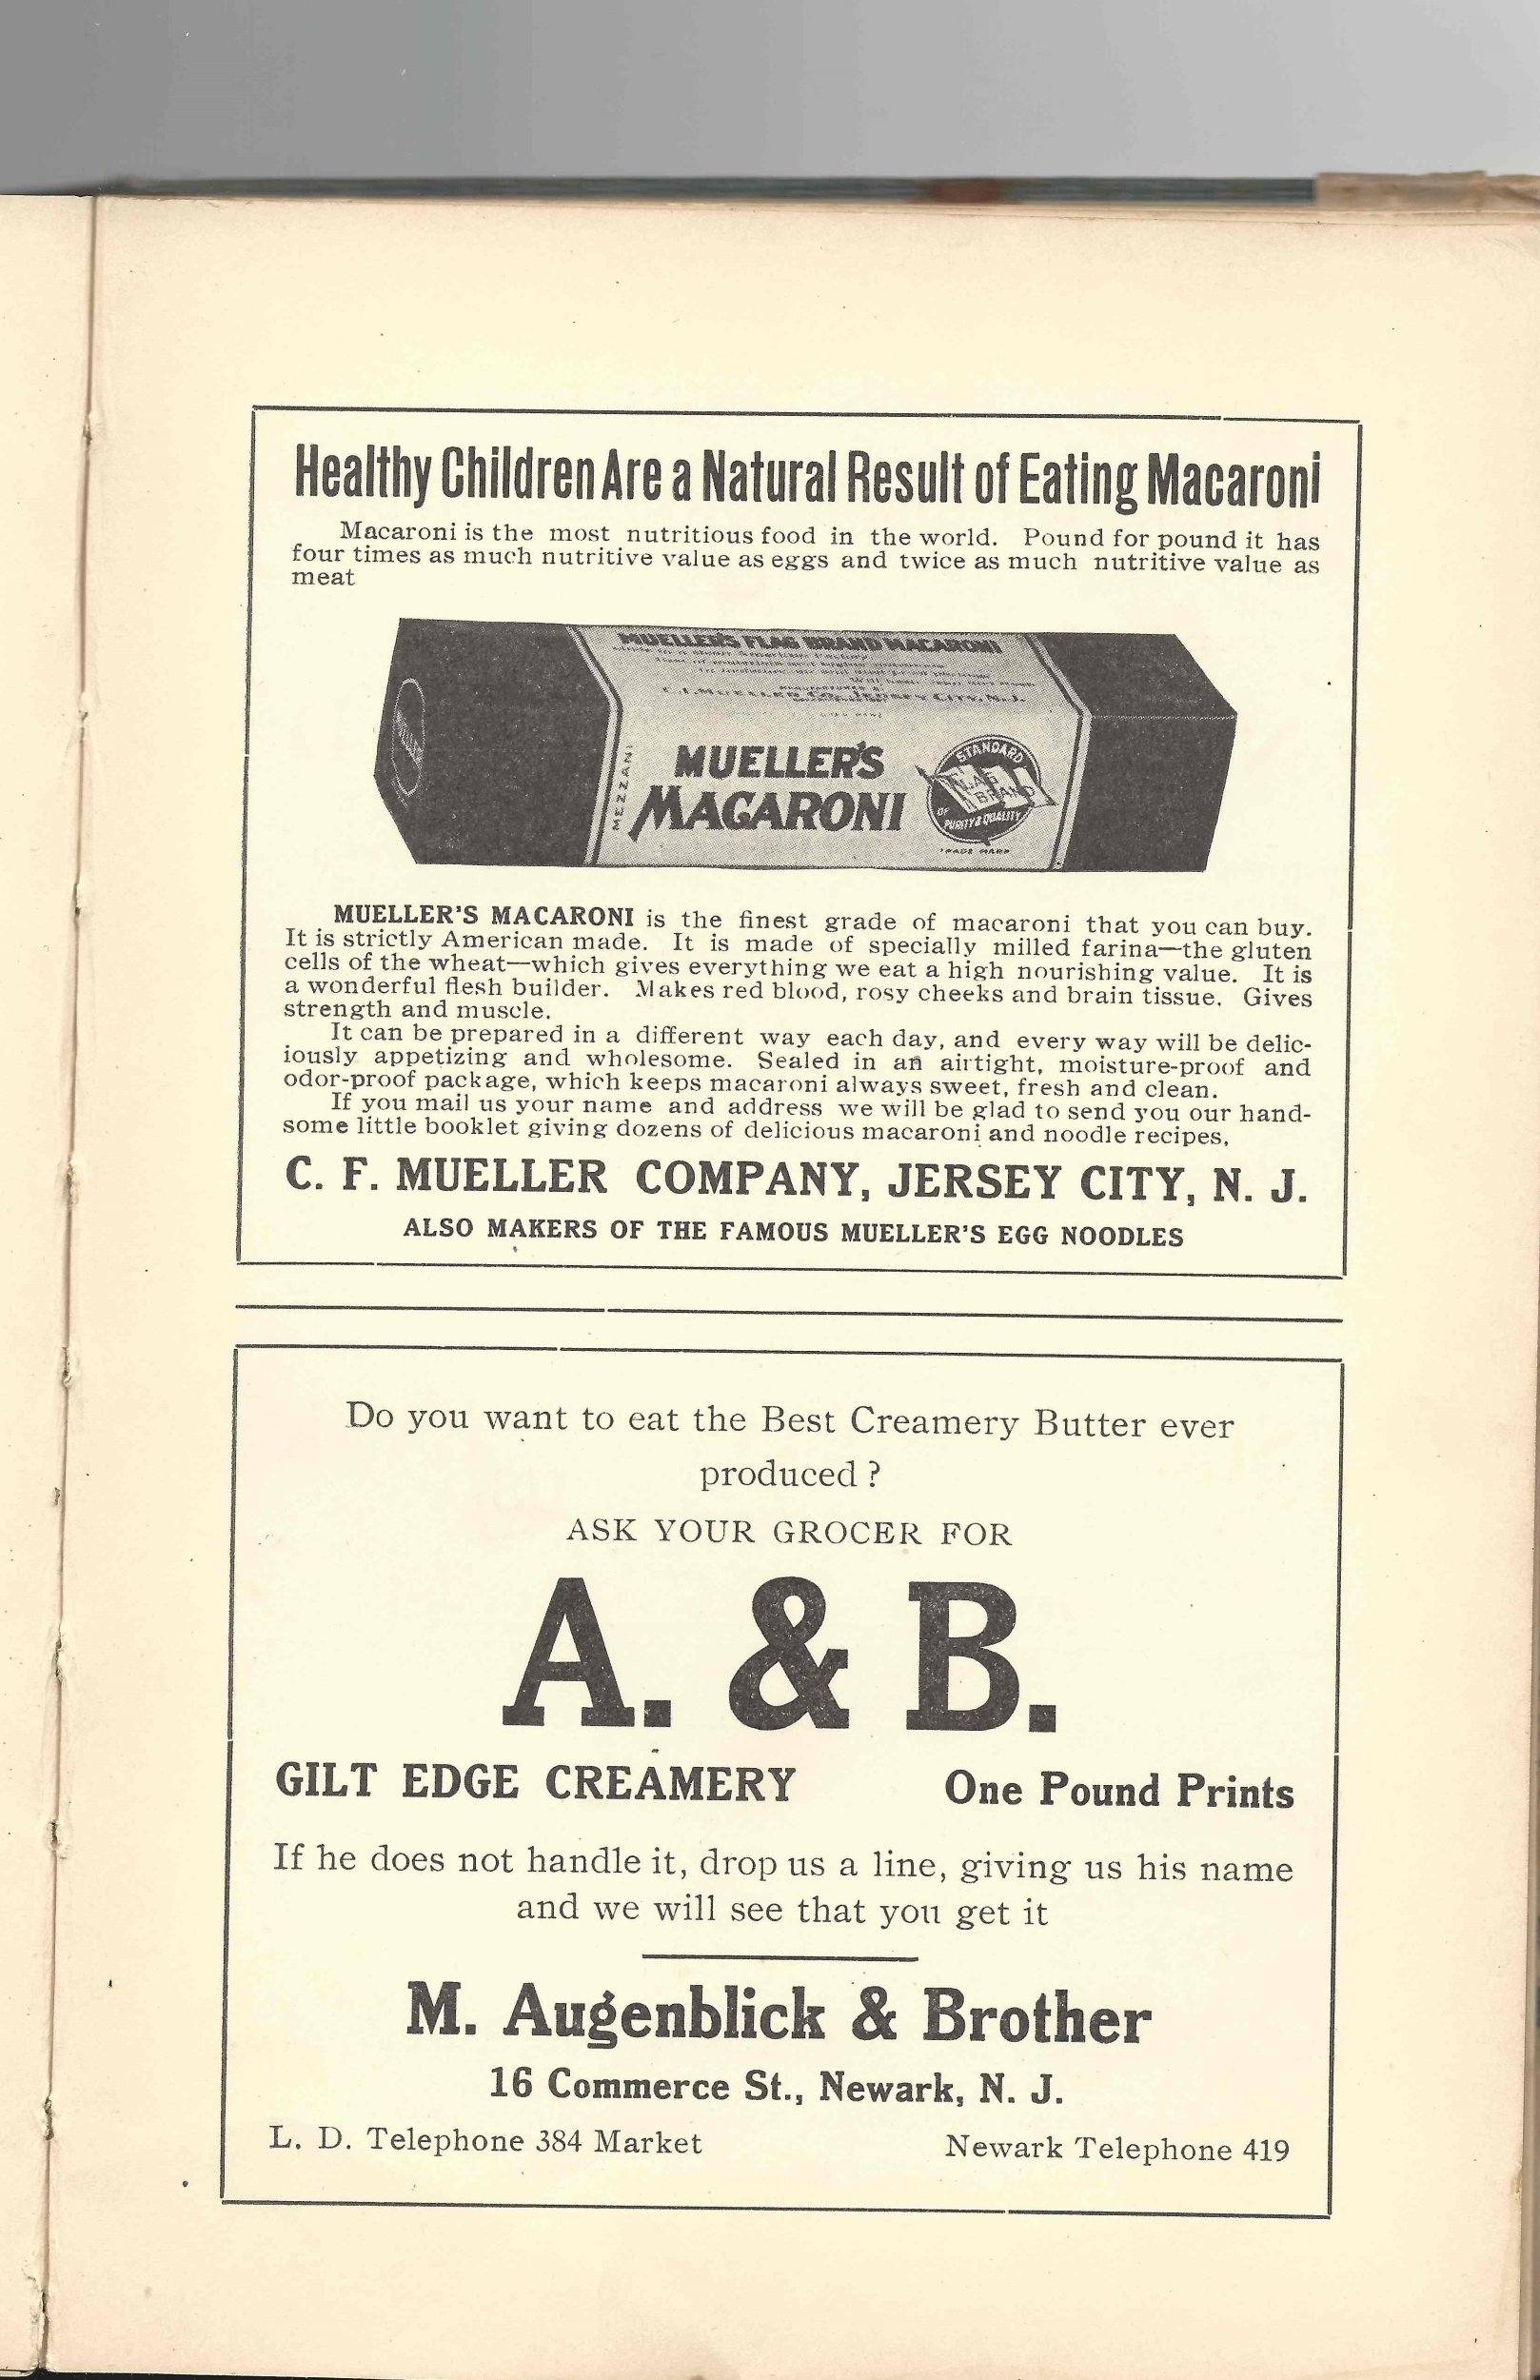 Healthy Children Are a Natural Result of Eating Macaroni
Macaroni is the most nutritious food in the world. Pound for pound it has
four times as much nutritive value as eggs and twice as much nutritive value as
meat
MUELLER'S FLAG BRAND MACARONI
C. F. MUELLER CO., JERSEY CITY, N. J.
MEZZANI
MUELLER'S
MACARONI
STANDARD
FLAG
BRAND
OF
PURITY & QUALITY
TRADE MARK
MUELLER'S MACARONI is the finest grade of macaroni that you can buy.
It is strictly American made. It is made of specially milled farina—the gluten
cells of the wheat—which gives everything we eat a high nourishing value. It is
a wonderful flesh builder. Makes red blood, rosy cheeks and brain tissue. Gives
strength and muscle.
It can be prepared in a different way each day, and every way will be delic-
iously appetizing and wholesome. Sealed in an airtight, moisture-proof and
odor-proof package, which keeps macaroni always sweet, fresh and clean.
If you mail us your name and address we will be glad to send you our hand-
some little booklet giving dozens of delicious macaroni and noodle recipes,
C. F. MUELLER COMPANY, JERSEY CITY, N. J.
ALSO MAKERS OF THE FAMOUS MUELLER'S EGG NOODLES
Do you want to eat the Best Creamery Butter ever
produced ?
ASK YOUR GROCER FOR
A. & B.
GILT EDGE CREAMERY One Pound Prints
If he does not handle it, drop us a line, giving us his name
and we will see that you get it
M. Augenblick & Brother
16 Commerce St., Newark, N. J.
L. D. Telephone 384 Market Newark Telephone 419